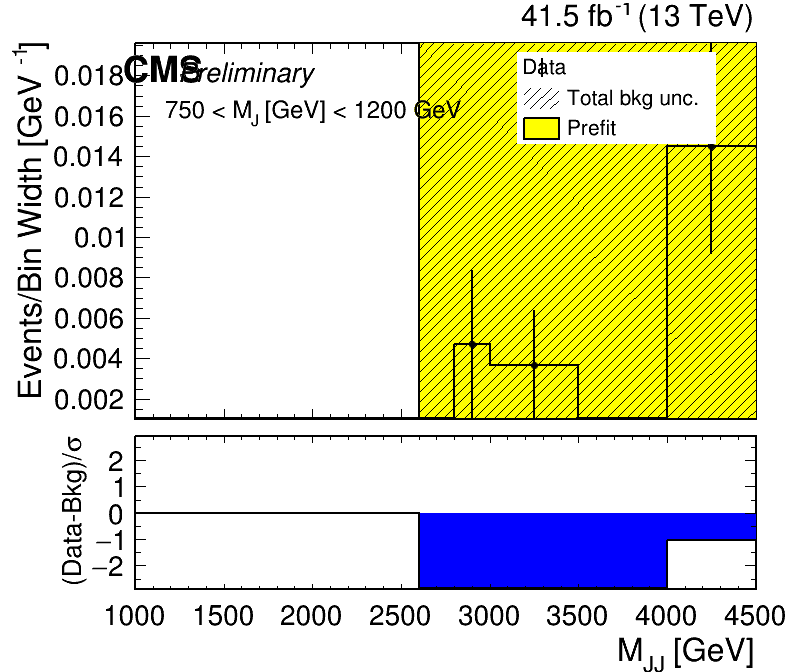 41.5 fb-1 (13 TeV)
CMS Preliminary
750 < MJ [GeV] < 1200 GeV
Data
Total bkg unc.
Prefit
Events/Bin Width [GeV-1]
0.018
0.016
0.014
0.012
0.01
0.008
0.006
0.004
0.002
(Data-Bkg)/σ
2
1
0
−1
−2
1000 1500 2000 2500 3000 3500 4000 4500
MJJ [GeV]